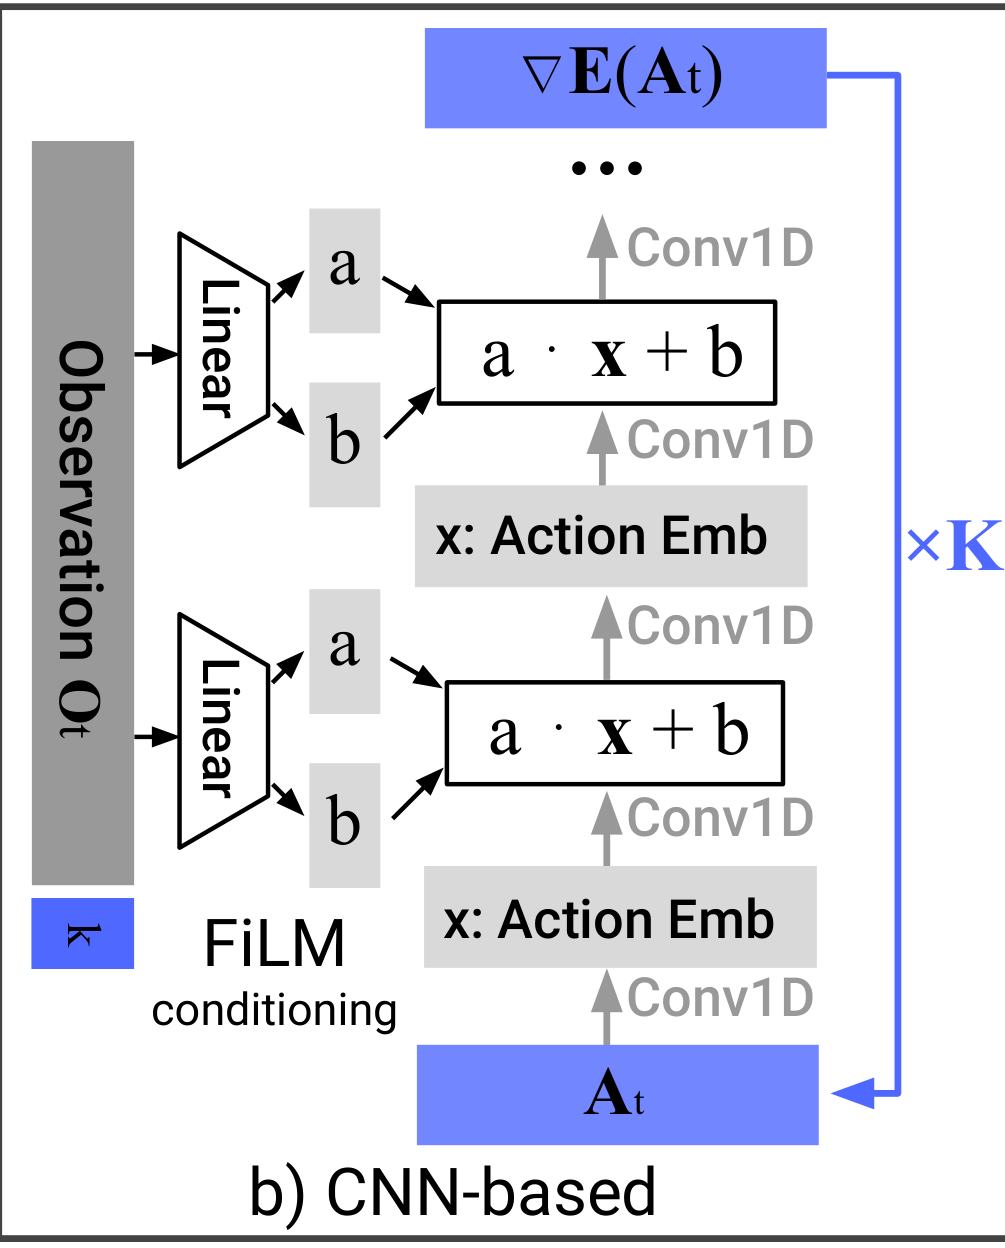 ▽E(At)
...
Conv1D
a
Linear
a · x + b
b
Conv1D
x: Action Emb
×K
Observation Ot
Conv1D
a
Linear
a · x + b
b
Conv1D
x: Action Emb
k
FiLM
conditioning
Conv1D
At
b) CNN-based